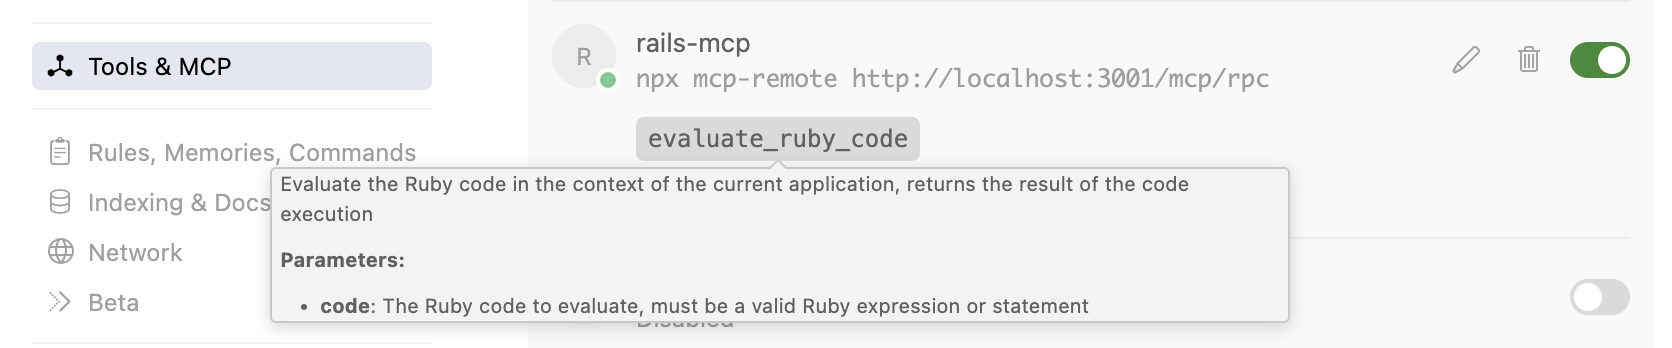 Tools & MCP
Rules, Memories, Commands
Indexing & Docs
Network
Beta
R
rails-mcp
npx mcp-remote http://localhost:3001/mcp/rpc
evaluate_ruby_code
Evaluate the Ruby code in the context of the current application, returns the result of the code
execution
Parameters:
• code: The Ruby code to evaluate, must be a valid Ruby expression or statement
Disabled